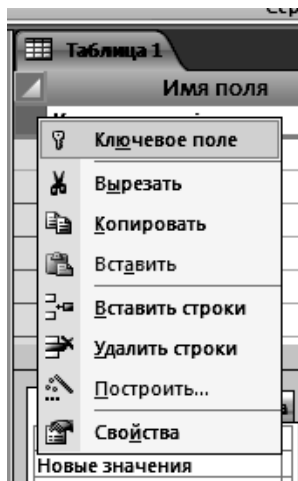 Таблица 1
Имя поля
Ключевое поле
Вырезать
Копировать
Вставить
Вставить строки
Удалить строки
Построить...
Свойства
Новые значения